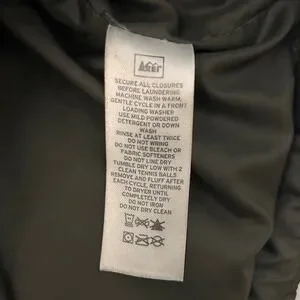 REI
SECURE ALL CLOSURES
BEFORE LAUNDERING
MACHINE WASH WARM,
GENTLE CYCLE IN A FRONT
LOADING WASHER
USE MILD POWDERED
DETERGENT OR DOWN
WASH
RINSE AT LEAST TWICE
DO NOT WRING
DO NOT USE BLEACH OR
FABRIC SOFTENERS
DO NOT LINE DRY
TUMBLE DRY LOW WITH 2
CLEAN TENNIS BALLS
REMOVE AND FLUFF AFTER
EACH CYCLE, RETURNING
TO DRYER UNTIL
COMPLETELY DRY
DO NOT IRON
DO NOT DRY CLEAN